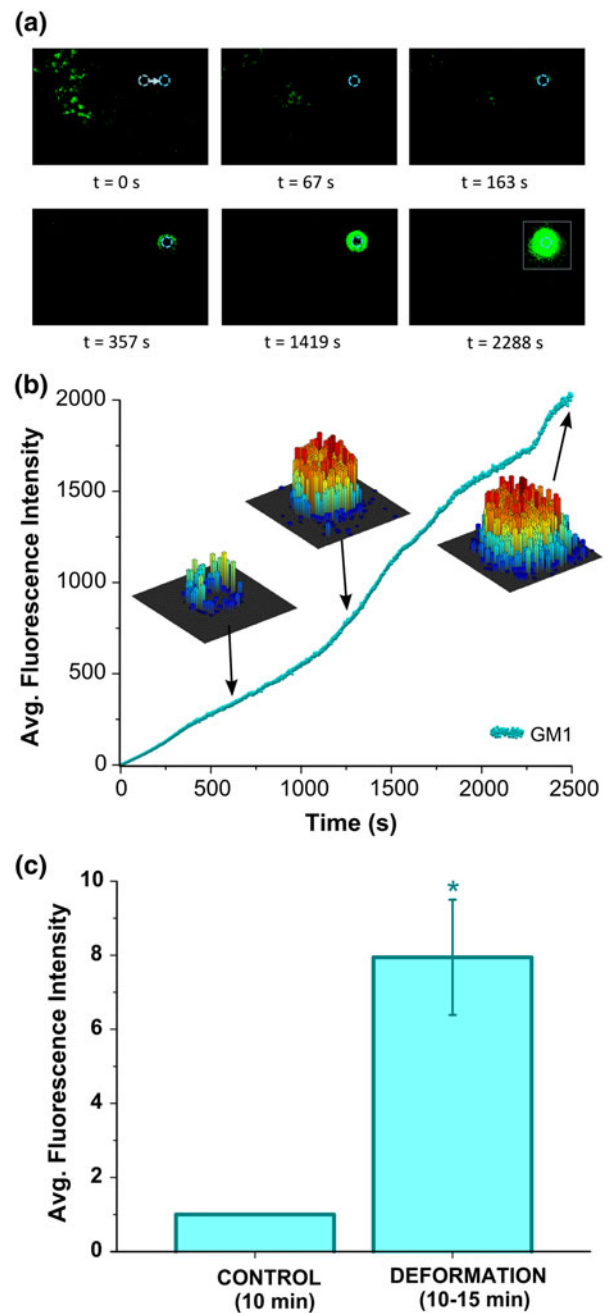 (a)
t = 0 s
t = 67 s
t = 163 s
t = 357 s
t = 1419 s
t = 2288 s
(b)
2000
1500
1000
500
0
Avg. Fluorescence Intensity
GM1
0 500 1000 1500 2000 2500
Time (s)
(c)
10
8
6
4
2
0
Avg. Fluorescence Intensity
*
CONTROL
(10 min)
DEFORMATION
(10-15 min)